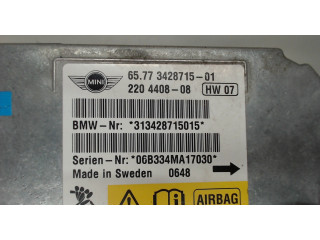 MINI
65.77 3428715-01
220 4408-08 HW 07
BMW-Nr: *313428715015*
Serien-Nr: *06B334MA17030*
Made in Sweden 0648
AIRBAG